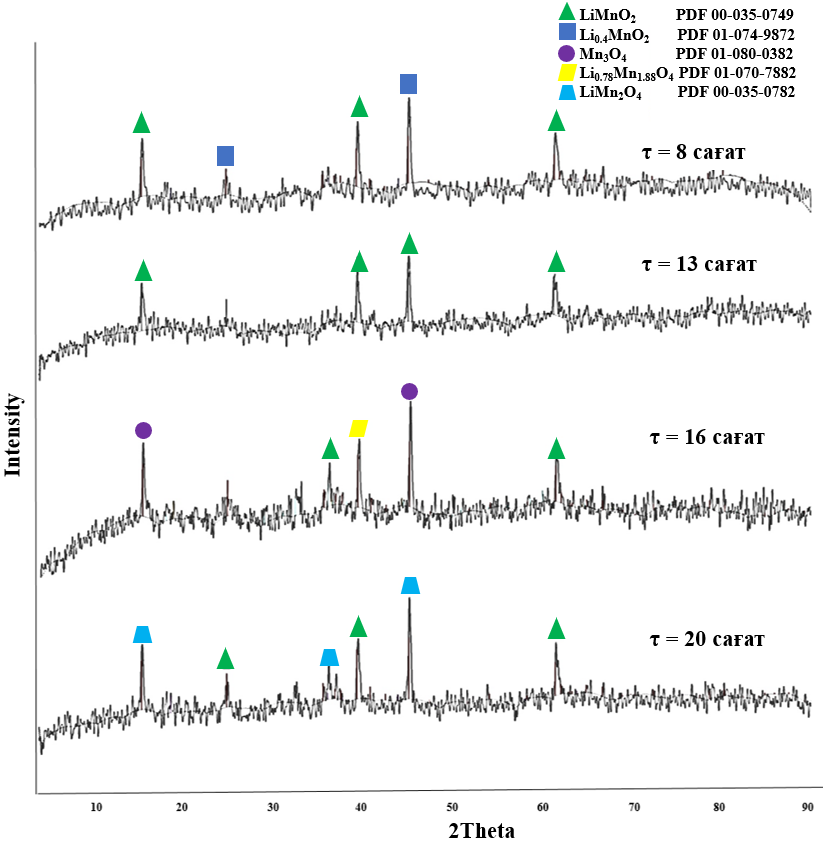 LiMnO₂ PDF 00-035-0749
Li₀.₄MnO₂ PDF 01-074-9872
Mn₃O₄ PDF 01-080-0382
Li₀.₇₈Mn₁.₈₈O₄ PDF 01-070-7882
LiMn₂O₄ PDF 00-035-0782
τ = 8 сағат
τ = 13 сағат
τ = 16 сағат
τ = 20 сағат
Intensity
10 20 30 40 50 60 70 80 90
2Theta